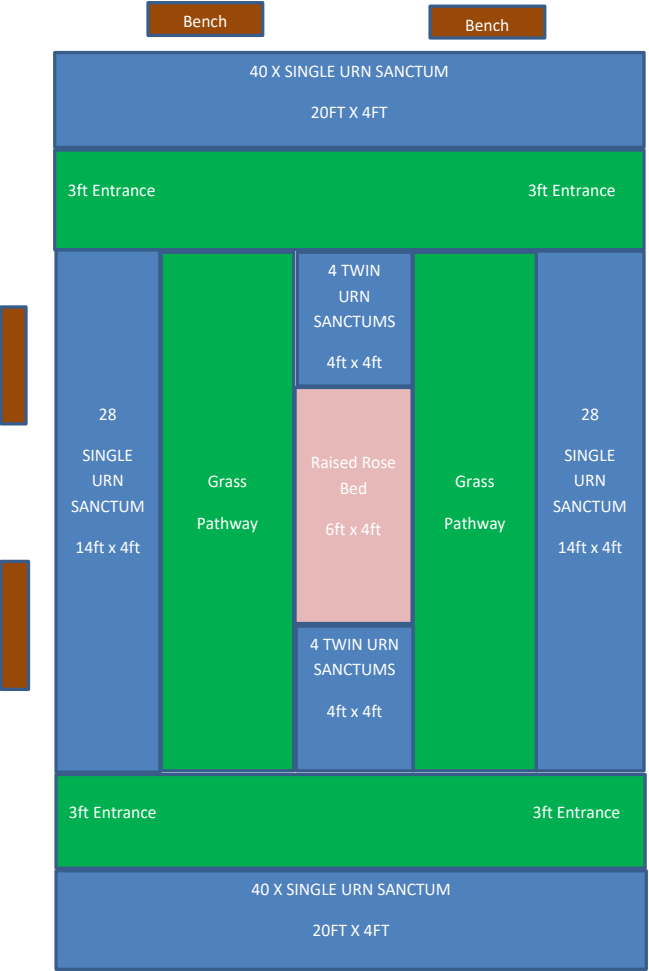 Bench
Bench
40 X SINGLE URN SANCTUM
20FT X 4FT
3ft Entrance
3ft Entrance
4 TWIN
URN
SANCTUMS
4ft x 4ft
28
SINGLE
URN
SANCTUM
14ft x 4ft
Grass
Pathway
Raised Rose
Bed
6ft x 4ft
Grass
Pathway
28
SINGLE
URN
SANCTUM
14ft x 4ft
4 TWIN URN
SANCTUMS
4ft x 4ft
3ft Entrance
3ft Entrance
40 X SINGLE URN SANCTUM
20FT X 4FT